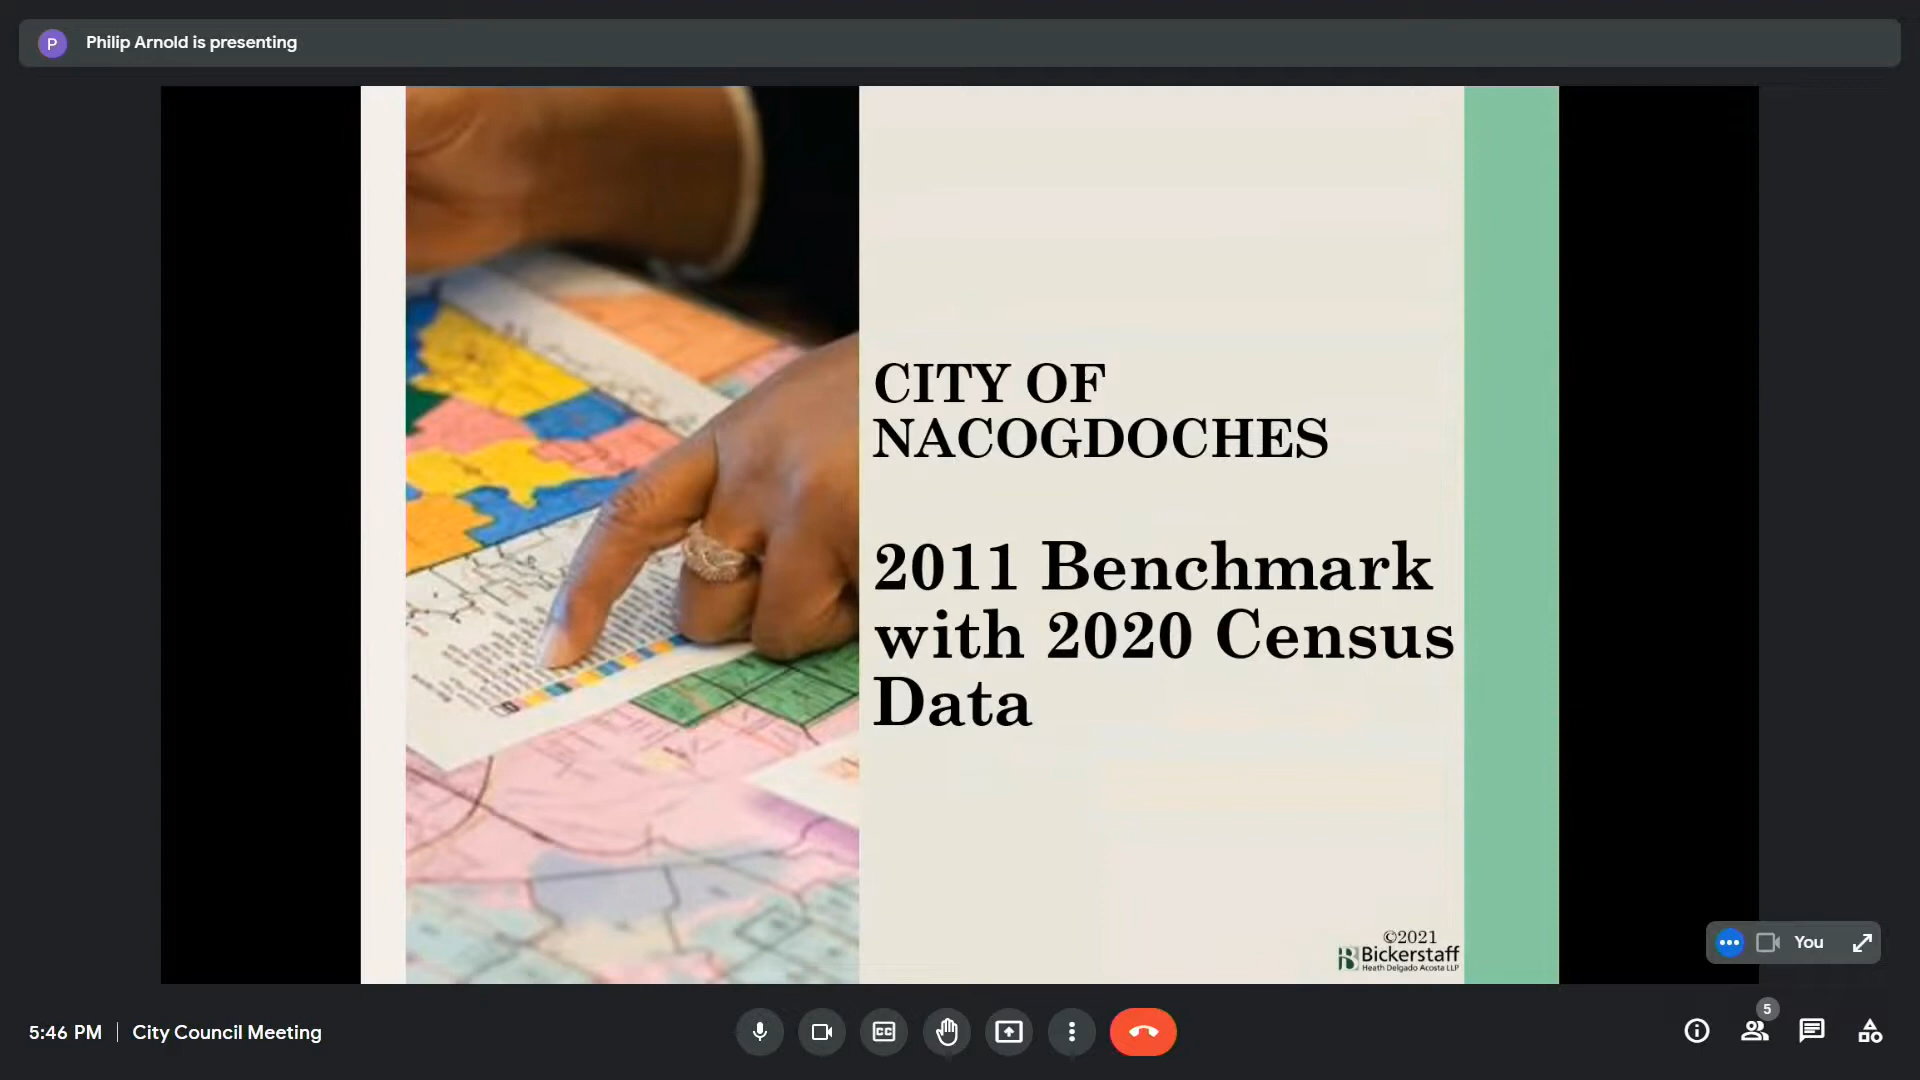 P
Philip Arnold is presenting
CITY OF
NACOGDOCHES
2011 Benchmark
with 2020 Census
Data
©2021
Bickerstaff
Heath Delgado Acosta LLP
You
5:46 PM
City Council Meeting
CC
5